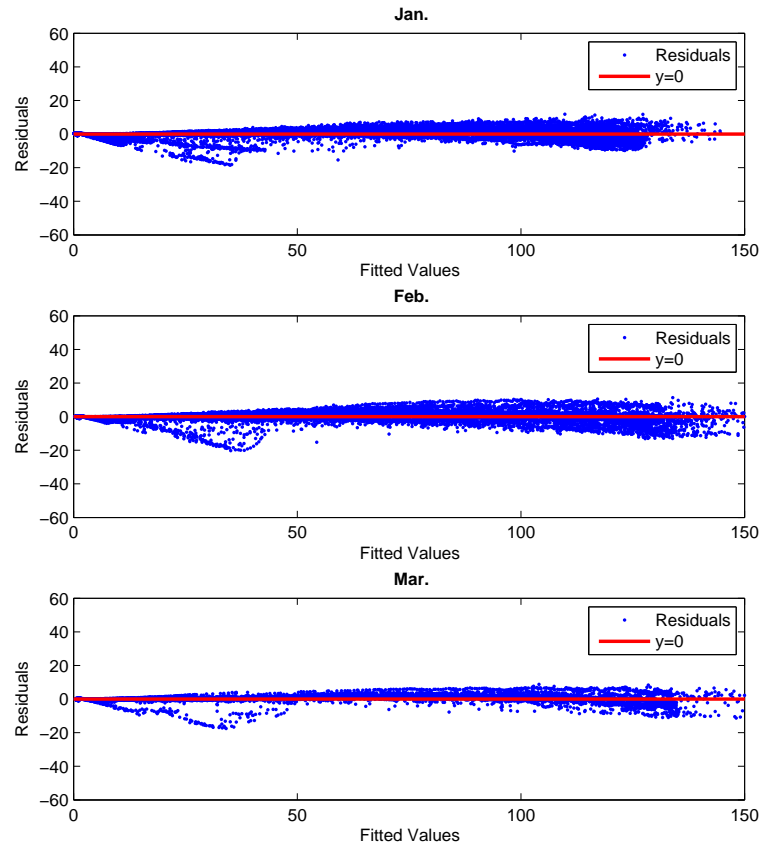 Jan.
60
40
20
0
−20
−40
−60
Residuals
Residuals
y=0
0
50
100
150
Fitted Values
Feb.
60
40
20
0
−20
−40
−60
Residuals
Residuals
y=0
0
50
100
150
Fitted Values
Mar.
60
40
20
0
−20
−40
−60
Residuals
Residuals
y=0
0
50
100
150
Fitted Values